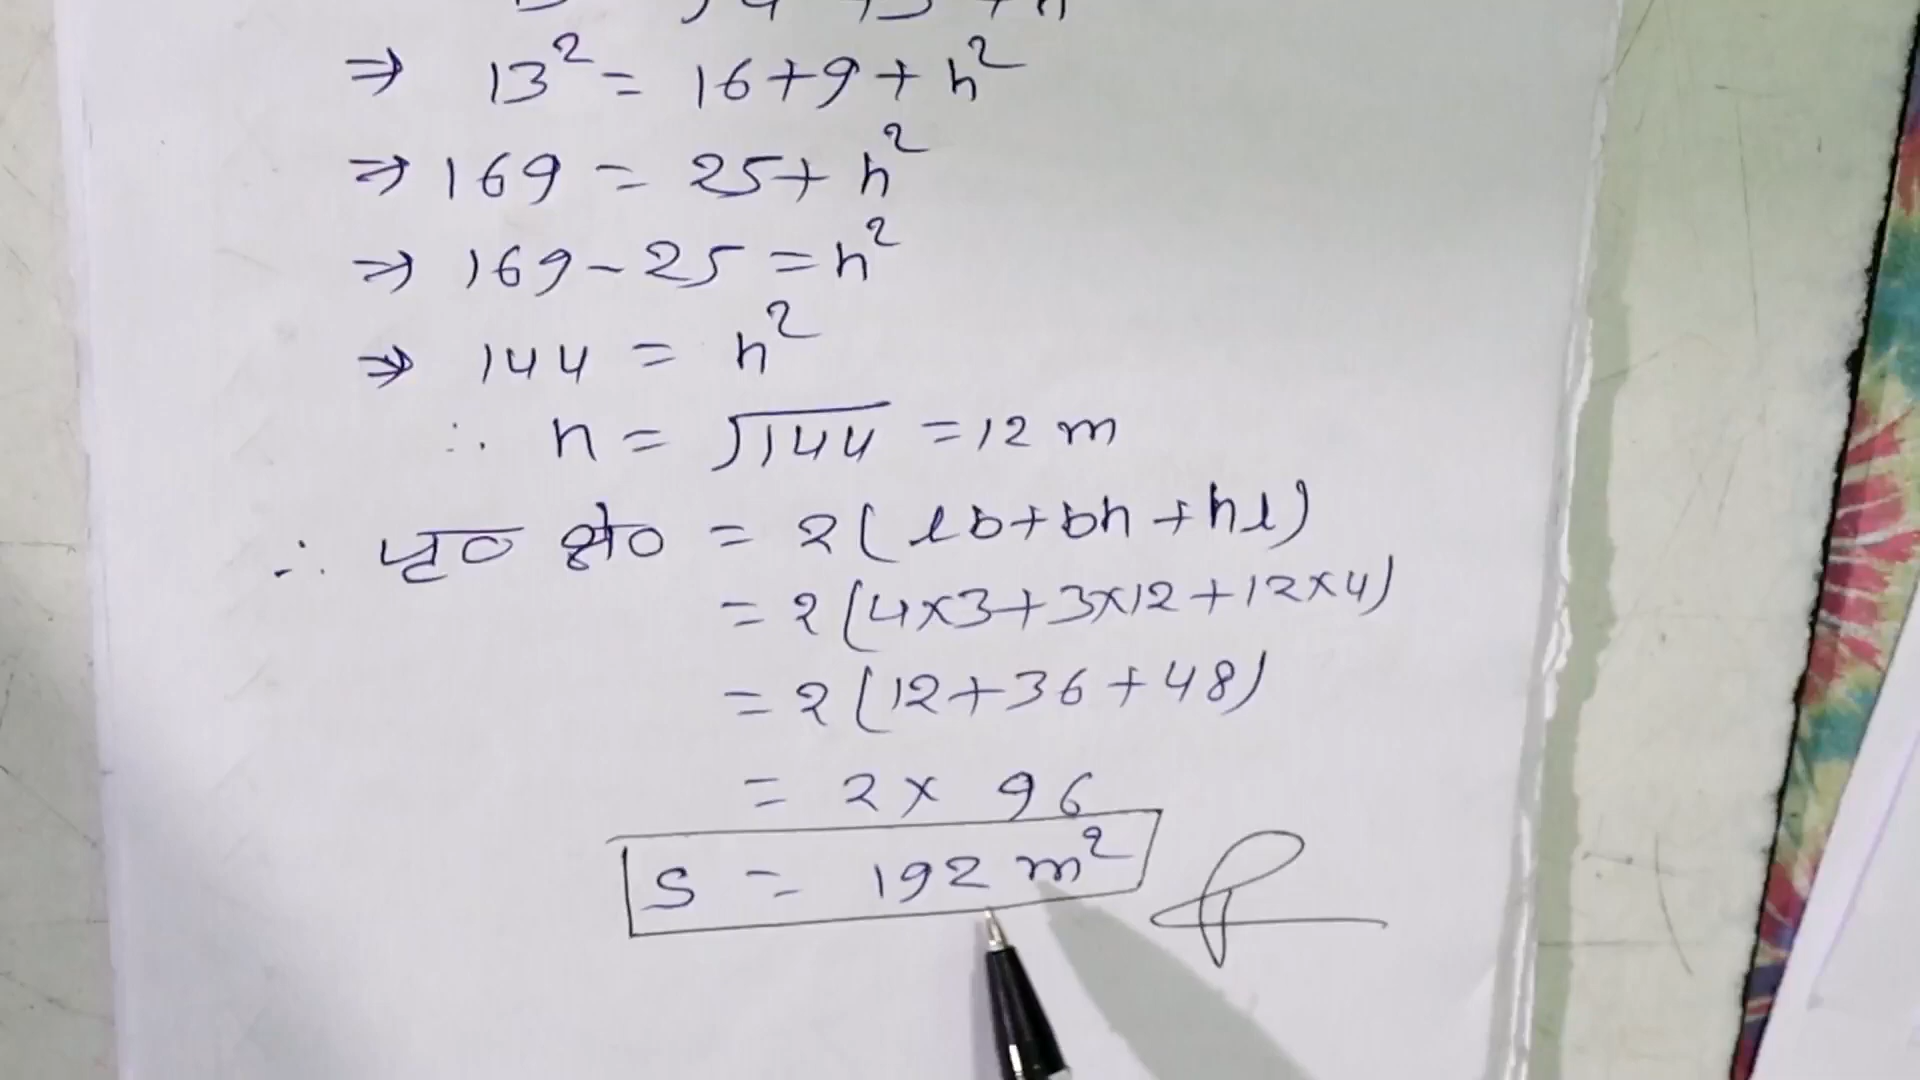 ⇒ 13² = 16+9+h²
⇒ 169 = 25+h²
⇒ 169-25 = h²
⇒ 144 = h²
∴ h = √144 = 12 m
∴ पृ० क्षे० = 2(lb+bh+hl)
= 2(4×3+3×12+12×4)
= 2(12+36+48)
= 2× 96
S = 192 m²